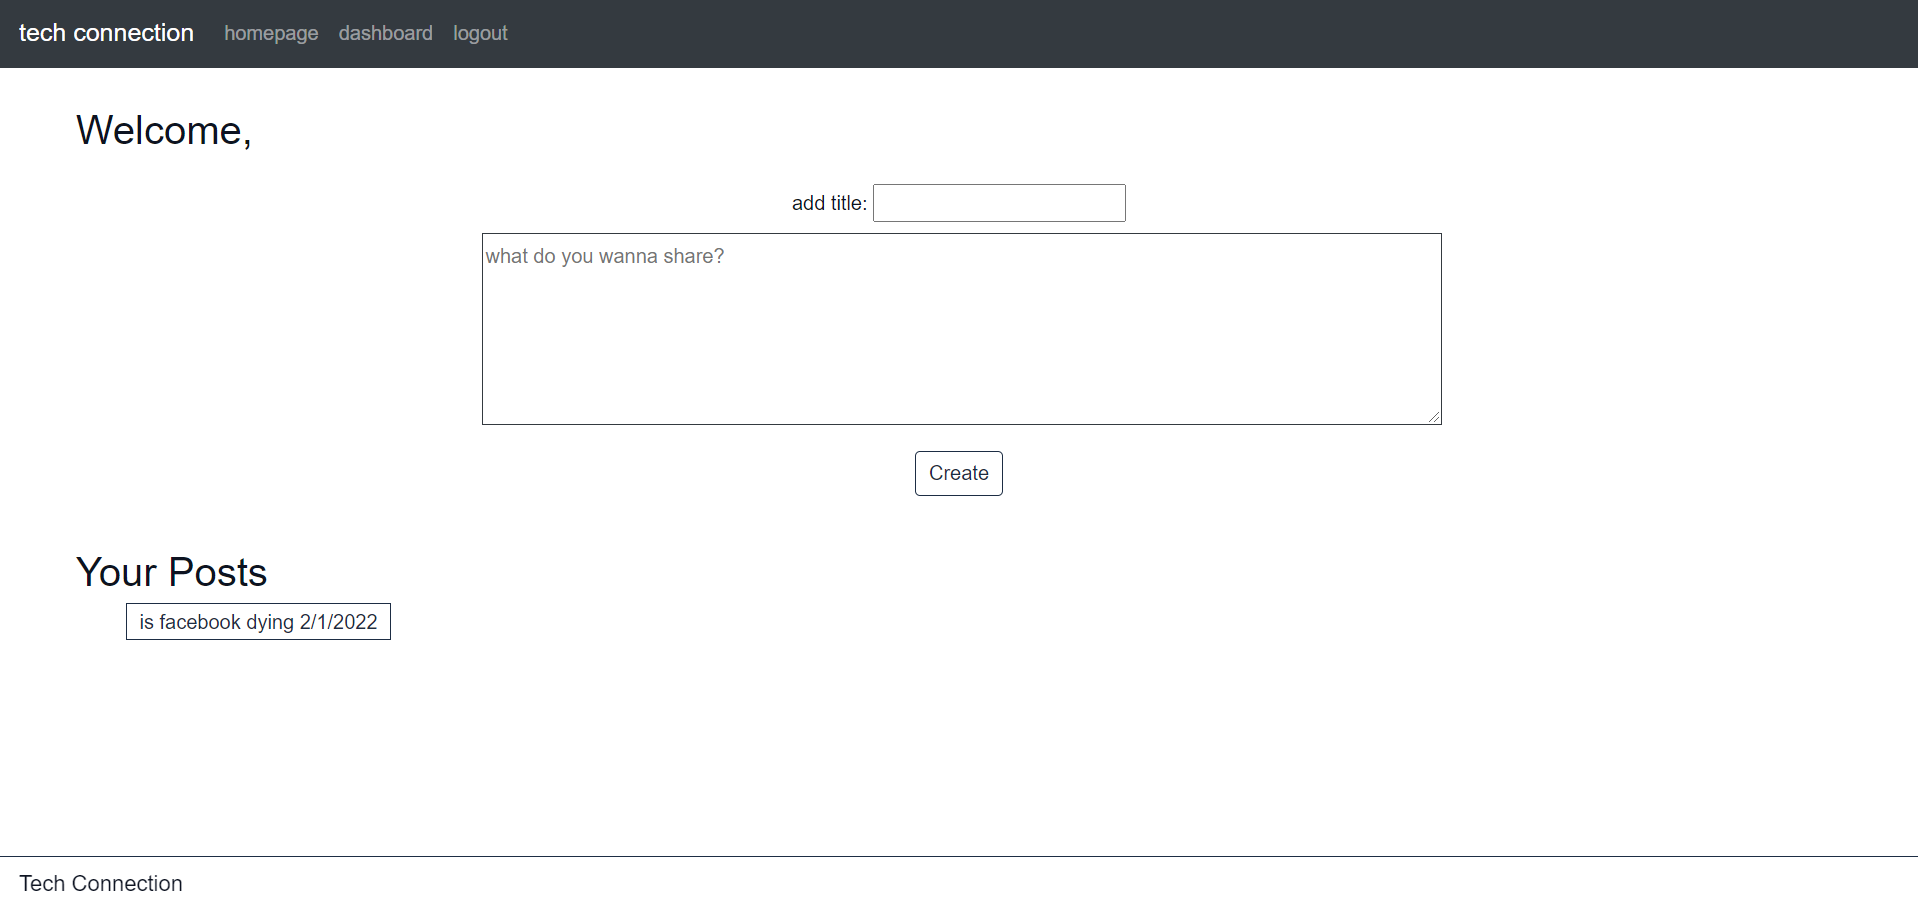 tech connection homepage dashboard logout
Welcome,
add title:
what do you wanna share?
Create
Your Posts
is facebook dying 2/1/2022
Tech Connection